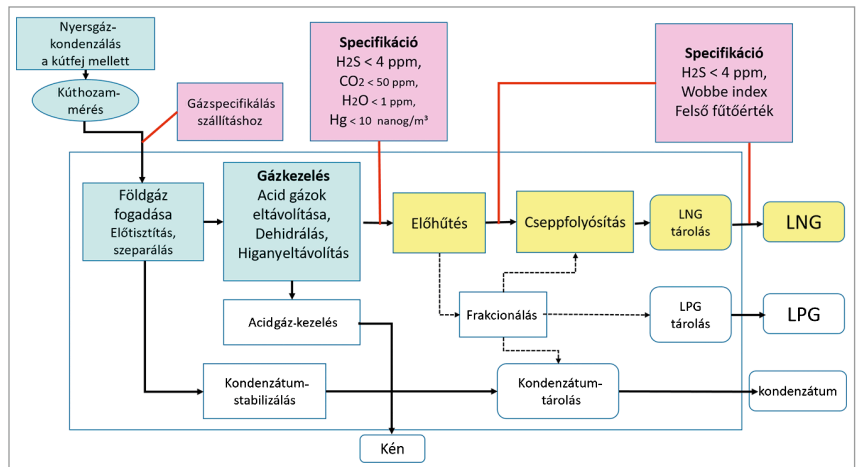 Nyersgáz-
kondenzálás
a kútfej mellett
Kúthozam-
mérés
Gázspecifikálás
szállításhoz
Specifikáció
H2S < 4 ppm,
CO2 < 50 ppm,
H2O < 1 ppm,
Hg < 10 nanog/m³
Specifikáció
H2S < 4 ppm,
Wobbe index
Felső fűtőérték
Földgáz
fogadása
Előtisztítás,
szeparálás
Gázkezelés
Acid gázok
eltávolítása,
Dehidrálás,
Higanyeltávolítás
Előhűtés
Cseppfolyósítás
LNG
tárolás
LNG
Acidgáz-kezelés
Frakcionálás
LPG
tárolás
LPG
Kondenzátum-
stabilizálás
Kondenzátum-
tárolás
kondenzátum
Kén